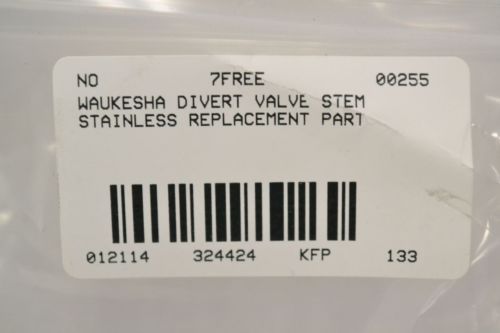 NO 7FREE 00255
WAUKESHA DIVERT VALVE STEM
STAINLESS REPLACEMENT PART
012114 324424 KFP 133